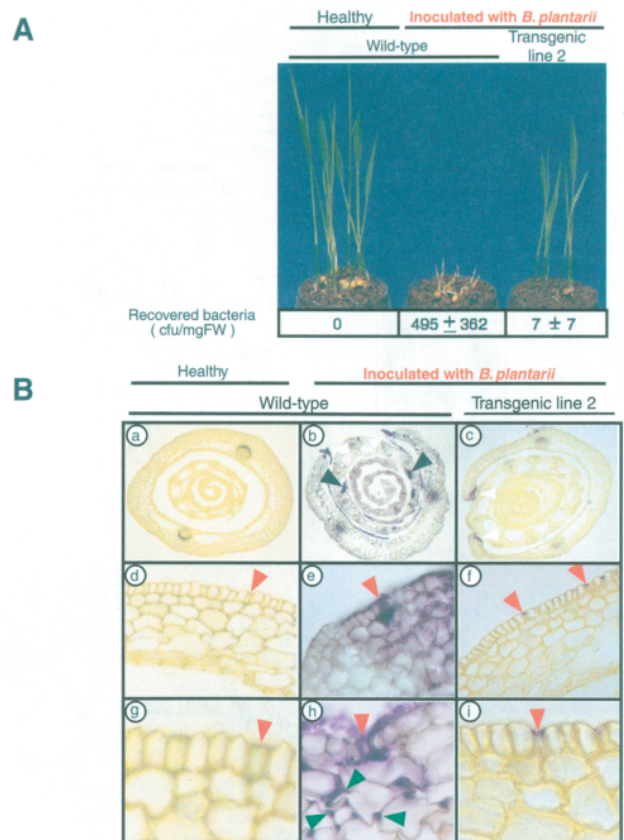 A
Healthy
Inoculated with B. plantarii
Wild-type
Transgenic
line 2
Recovered bacteria
( cfu/mgFW )
0
495 ± 362
7 ± 7
B
Healthy
Inoculated with B. plantarii
Wild-type
Transgenic line 2
a
b
c
d
e
f
g
h
i